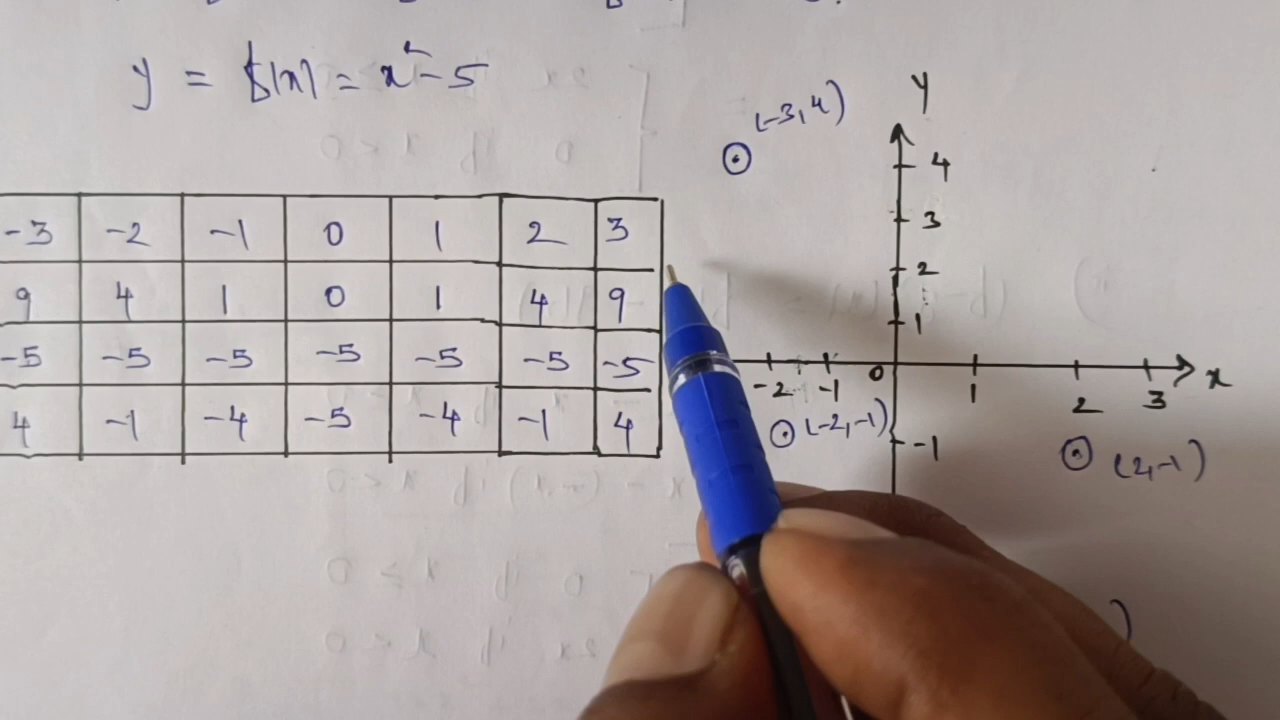 y = f(x) = x² - 5
-3 -2 -1 0 1 2 3
9 4 1 0 1 4 9
-5 -5 -5 -5 -5 -5 -5
4 -1 -4 -5 -4 -1 4
y
(-3, 4)
4
3
2
1
-2 -1 0 1 2 3 x
(-2, -1)
-1
(2, -1)